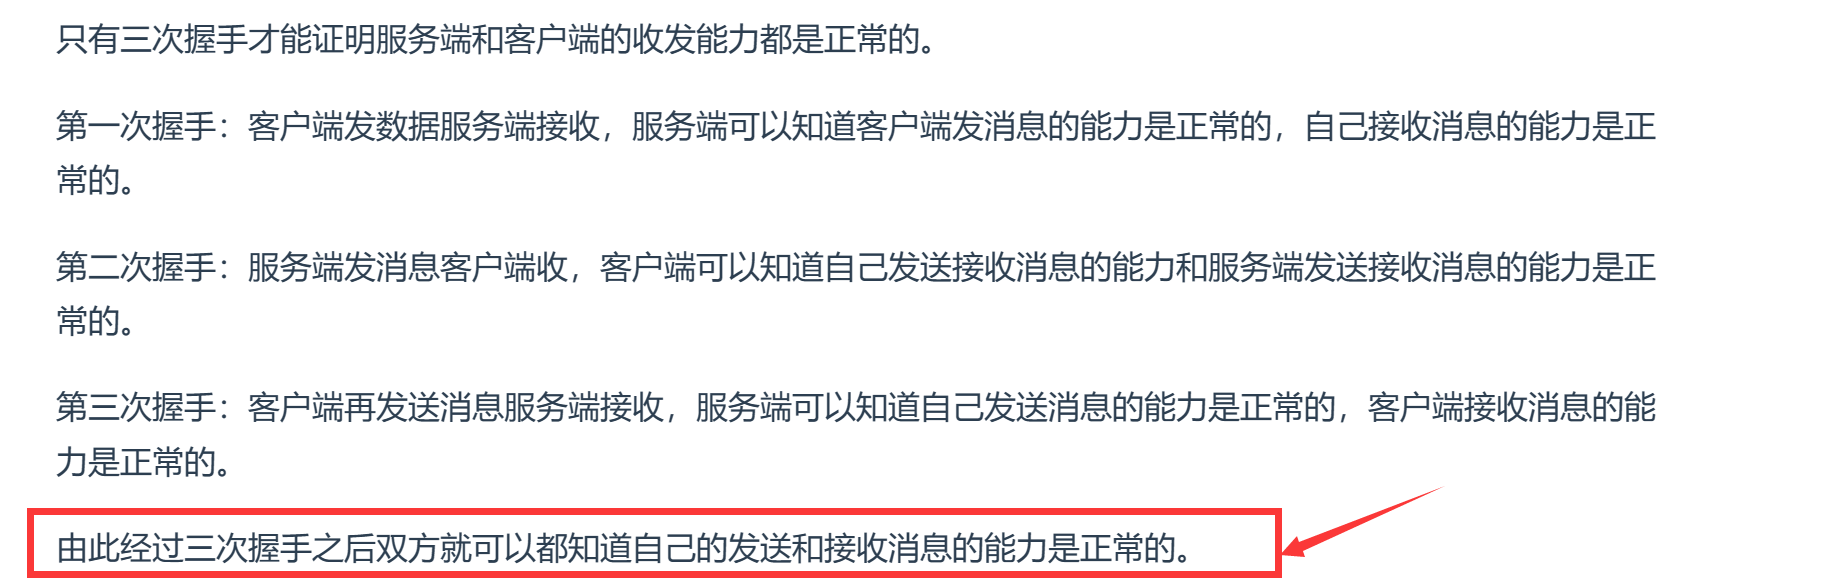 只有三次握手才能证明服务端和客户端的收发能力都是正常的。
第一次握手：客户端发数据服务端接收，服务端可以知道客户端发消息的能力是正常的，自己接收消息的能力是正
常的。
第二次握手：服务端发消息客户端收，客户端可以知道自己发送接收消息的能力和服务端发送接收消息的能力是正
常的。
第三次握手：客户端再发送消息服务端接收，服务端可以知道自己发送消息的能力是正常的，客户端接收消息的能
力是正常的。
由此经过三次握手之后双方就可以都知道自己的发送和接收消息的能力是正常的。